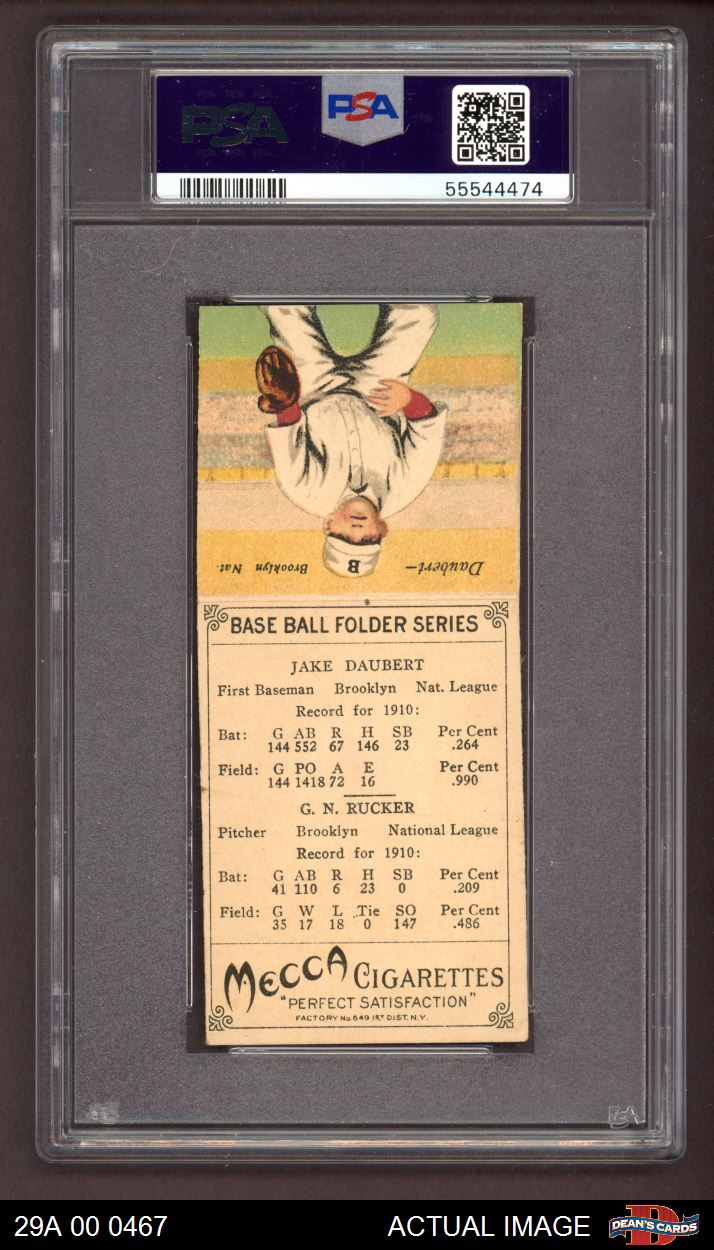 PSA
PSA
55544474
Brooklyn Nat. Daubert—
B
BASE BALL FOLDER SERIES
JAKE DAUBERT
First Baseman Brooklyn Nat. League
Record for 1910:
Bat: G AB R H SB Per Cent
144 552 67 146 23 .264
Field: G PO A E Per Cent
144 1418 72 16 .990
G. N. RUCKER
Pitcher Brooklyn National League
Record for 1910:
Bat: G AB R H SB Per Cent
41 110 6 23 0 .209
Field: G W L Tie SO Per Cent
35 17 18 0 147 .486
MECCA CIGARETTES
"PERFECT SATISFACTION"
FACTORY No. 649 1ST DIST. N.Y.
PSA
29A 00 0467 ACTUAL IMAGE
D
DEAN'S CARDS